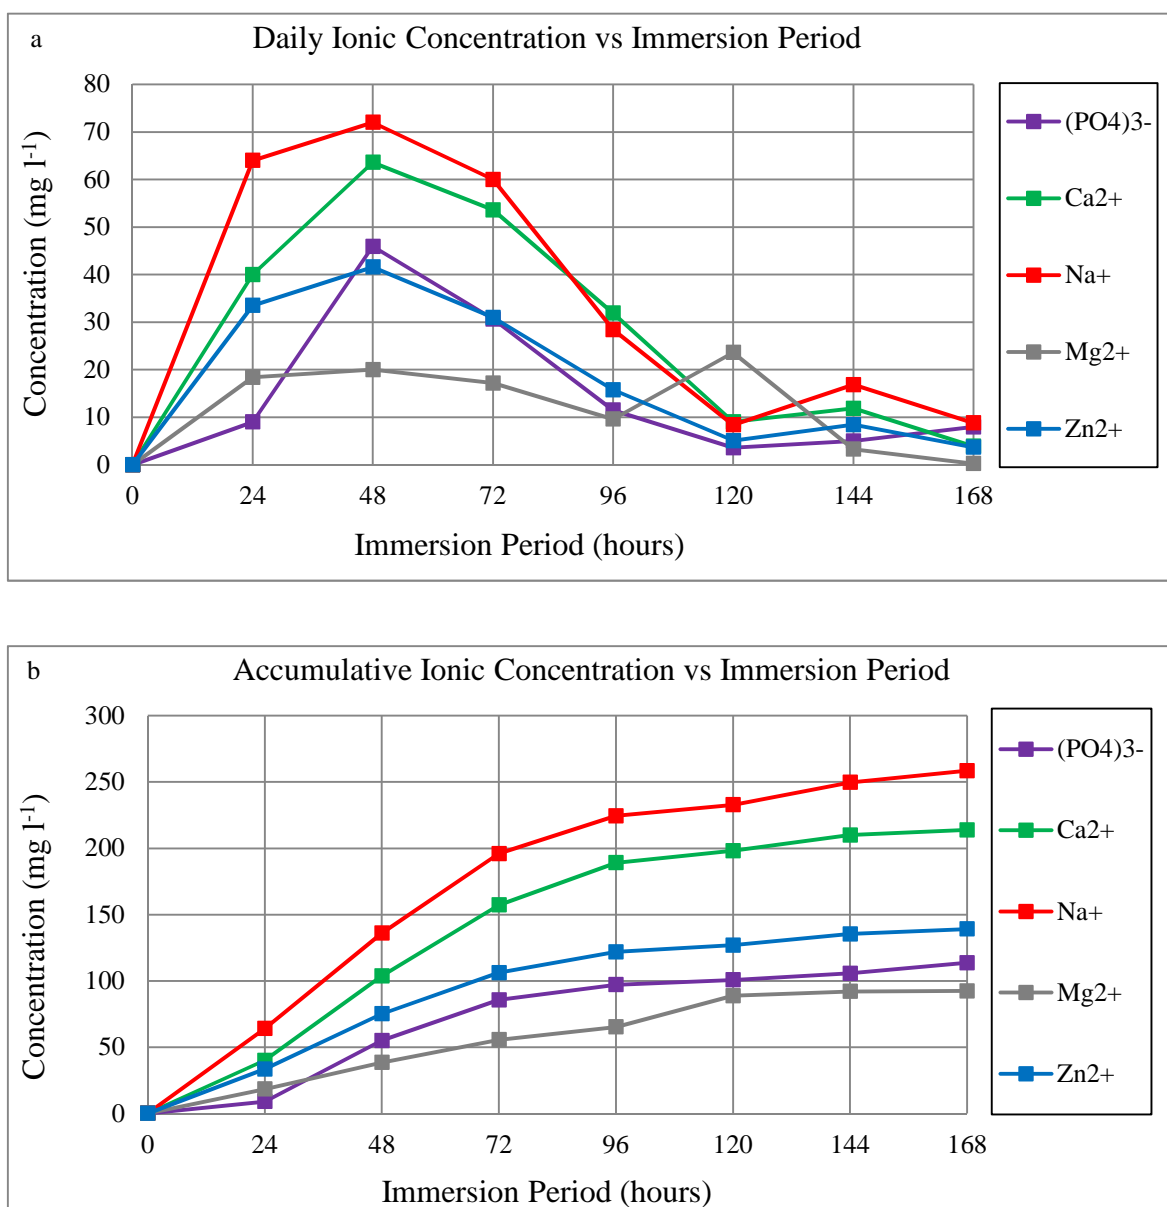 a
Daily Ionic Concentration vs Immersion Period
80
70
60
50
40
30
20
10
0
Concentration (mg l-1)
0 24 48 72 96 120 144 168
Immersion Period (hours)
(PO4)3-
Ca2+
Na+
Mg2+
Zn2+
b
Accumulative Ionic Concentration vs Immersion Period
300
250
200
150
100
50
0
Concentration (mg l-1)
0 24 48 72 96 120 144 168
Immersion Period (hours)
(PO4)3-
Ca2+
Na+
Mg2+
Zn2+